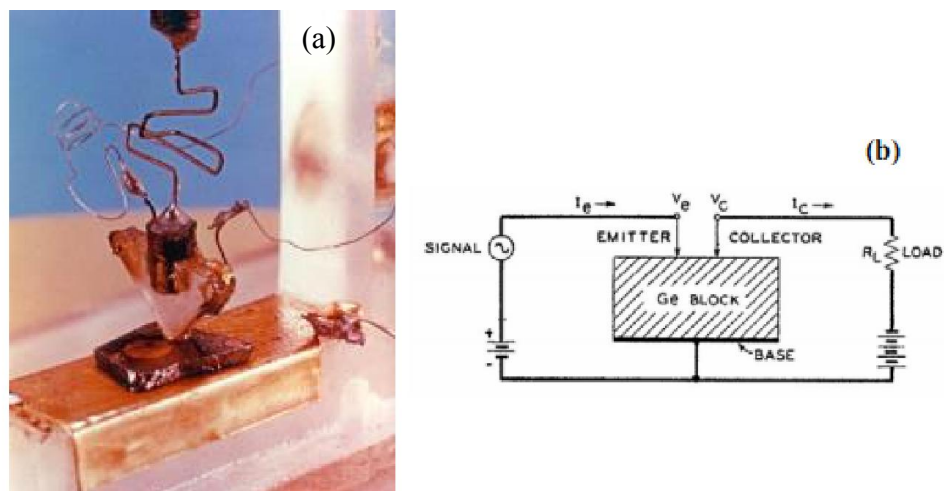 (a)
(b)
Ie → Ve Vc Ic →
EMITTER COLLECTOR
SIGNAL
RL LOAD
Ge BLOCK
+
-
BASE